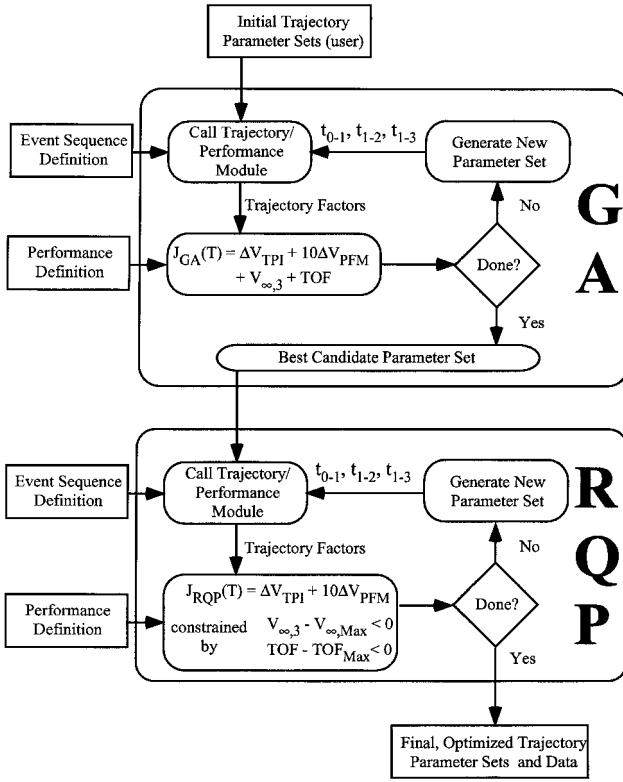 Initial Trajectory
Parameter Sets (user)
Event Sequence
Definition
Call Trajectory/
Performance
Module
t0-1, t1-2, t1-3
Generate New
Parameter Set
Trajectory Factors
No
G
A
Performance
Definition
JGA(T) = ΔVTPI + 10ΔVPFM
+ V∞,3 + TOF
Done?
Yes
Best Candidate Parameter Set
Event Sequence
Definition
Call Trajectory/
Performance
Module
t0-1, t1-2, t1-3
Generate New
Parameter Set
Trajectory Factors
No
R
Q
P
Performance
Definition
JRQP(T) = ΔVTPI + 10ΔVPFM
constrained by
V∞,3 - V∞,Max < 0
TOF - TOFMax < 0
Done?
Yes
Final, Optimized Trajectory
Parameter Sets and Data